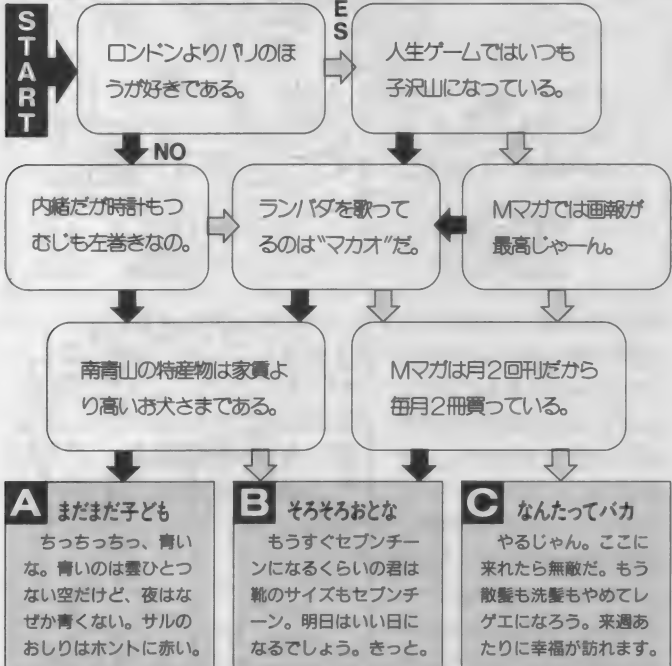 START
ロンドンよりパリのほ
うが好きである。
ES
人生ゲームではいつも
子沢山になっている。
NO
内緒だが時計もつ
むじも左巻きなの。
ランバダを歌って
るのは“マカオ”だ。
Mマガでは画報が
最高じゃーん。
南青山の特産物は家賃よ
り高いお犬さまである。
Mマガは月2回刊だから
毎月2冊買っている。
A まだまだ子ども
ちっちっちっ、青い
な。青いのは雲ひとつ
ない空だけど、夜はな
ぜか青くない。サルの
おしりはホントに赤い。
B そろそろおとな
もうすぐセブンチー
ンになるくらいの君は
靴のサイズもセブンチ
ーン。明日はいい日に
なるでしょう。きっと。
C なんたってバカ
やるじゃん。ここに
来れたら無敵だ。もう
散髪も洗髪もやめてレ
ゲエになろう。来週あ
たりに幸福が訪れます。